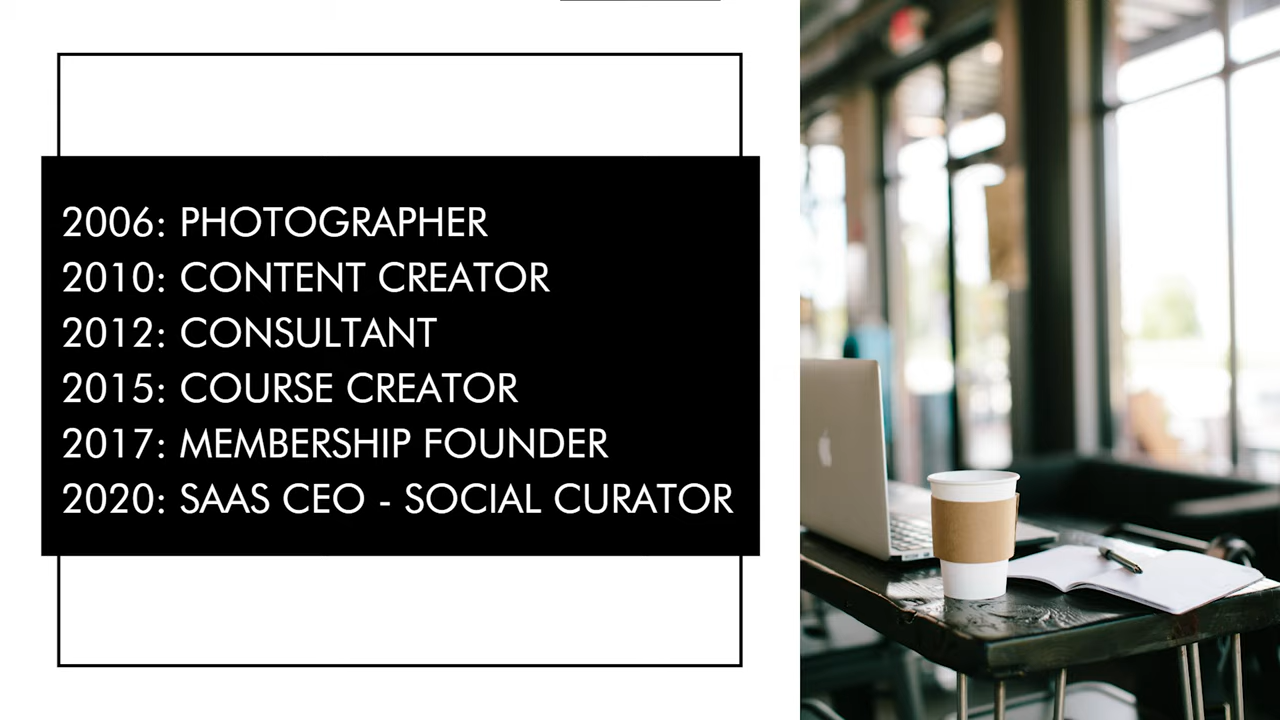 2006: PHOTOGRAPHER
2010: CONTENT CREATOR
2012: CONSULTANT
2015: COURSE CREATOR
2017: MEMBERSHIP FOUNDER
2020: SAAS CEO - SOCIAL CURATOR